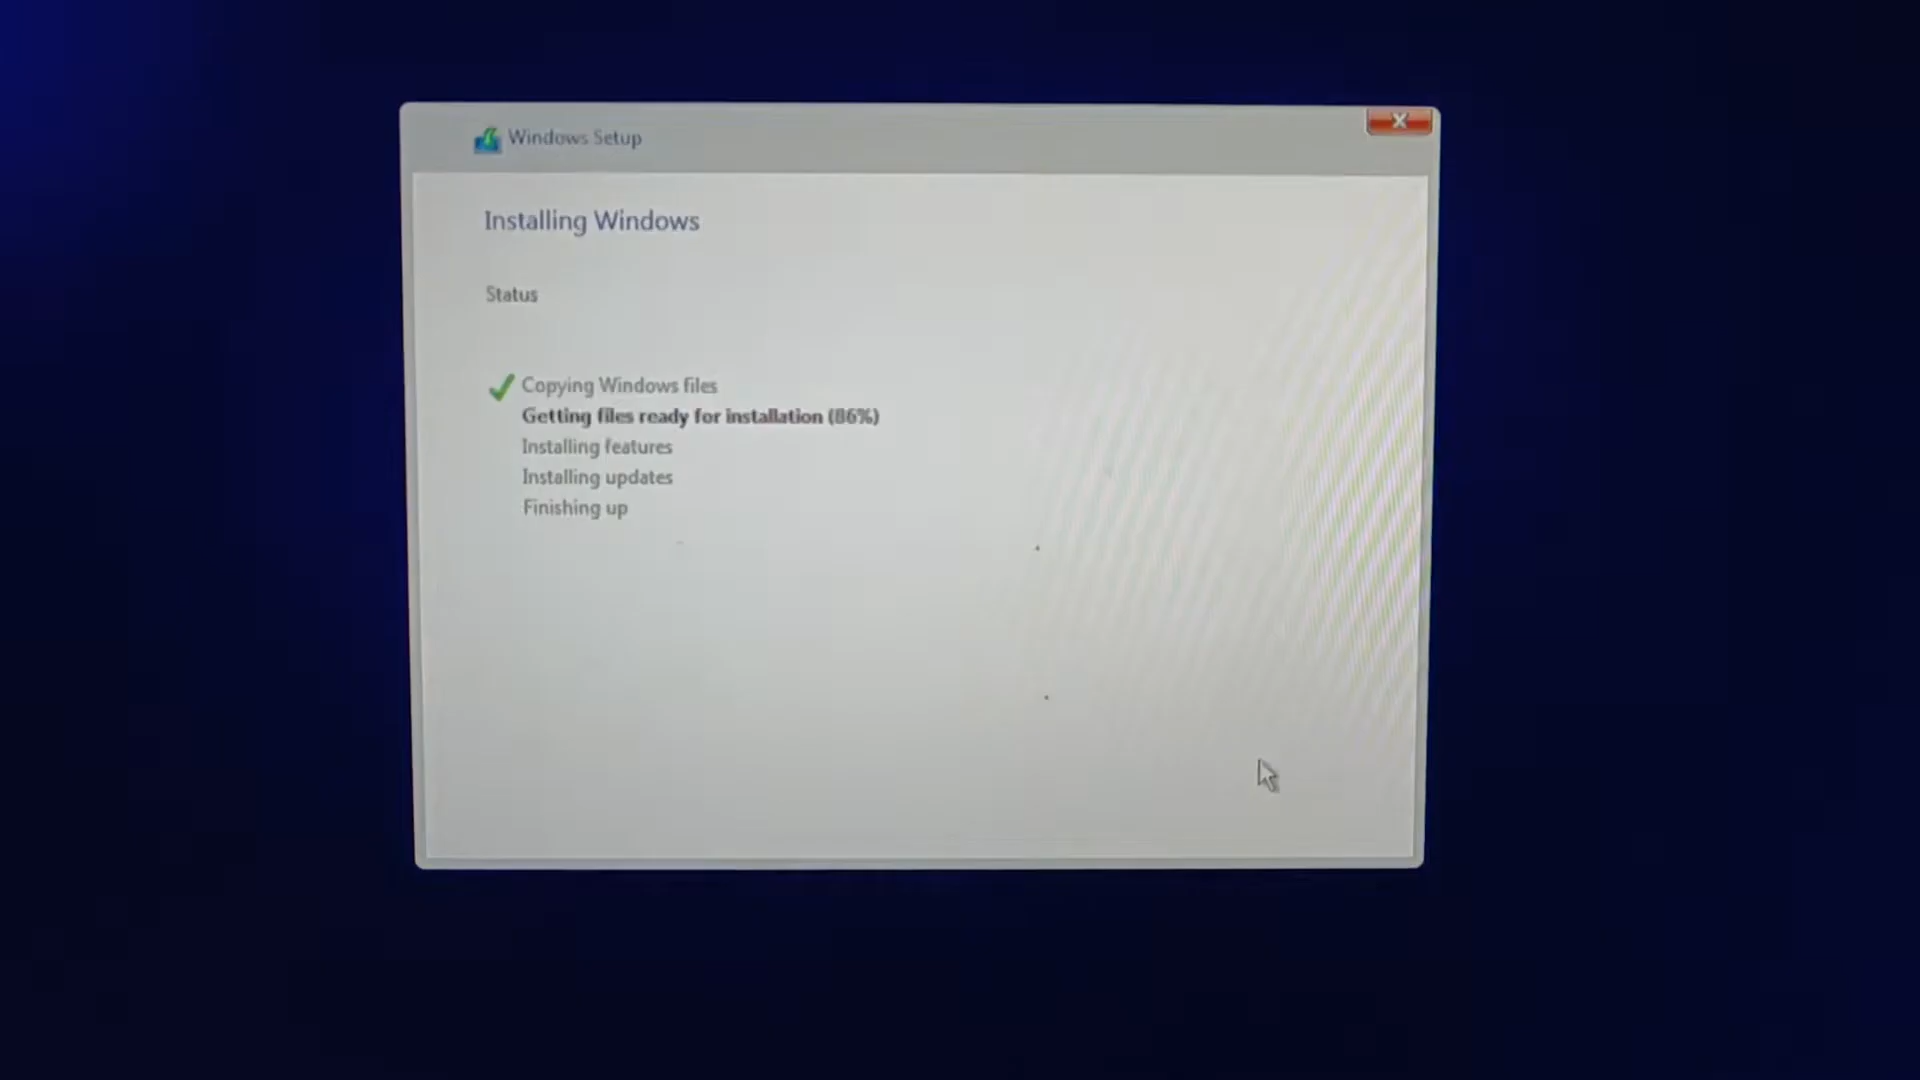 Windows Setup
Installing Windows
Status
Copying Windows files
Getting files ready for installation (86%)
Installing features
Installing updates
Finishing up